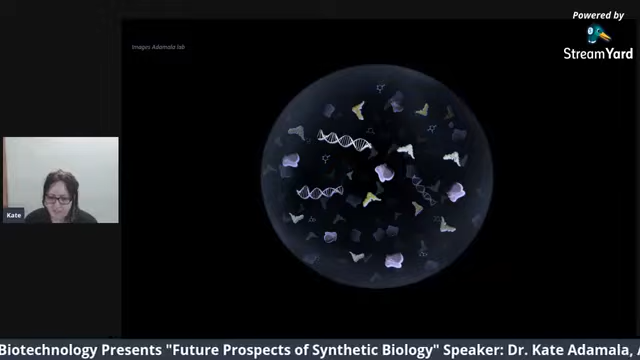 Powered by
StreamYard
Images Adamala lab
Kate
Biotechnology Presents "Future Prospects of Synthetic Biology" Speaker: Dr. Kate Adamala,